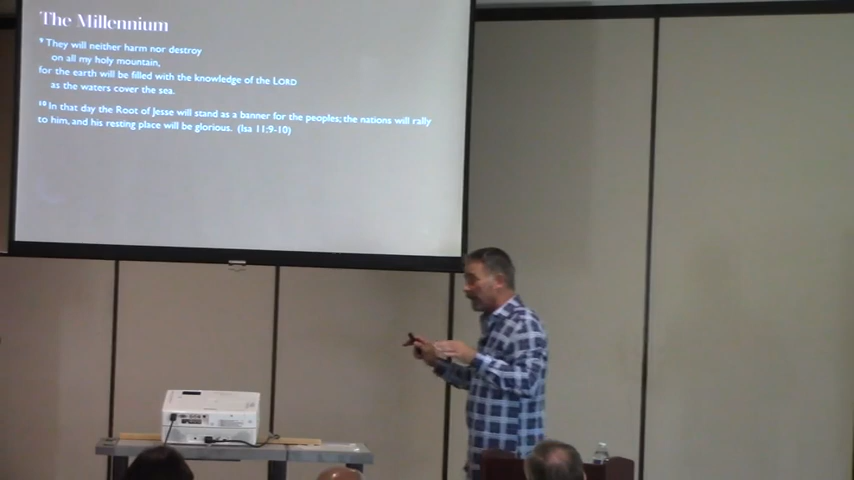 The Millennium
9 They will neither harm nor destroy
on all my holy mountain,
for the earth will be filled with the knowledge of the LORD
as the waters cover the sea.
10 In that day the Root of Jesse will stand as a banner for the peoples; the nations will rally
to him, and his resting place will be glorious. (Isa 11:9-10)